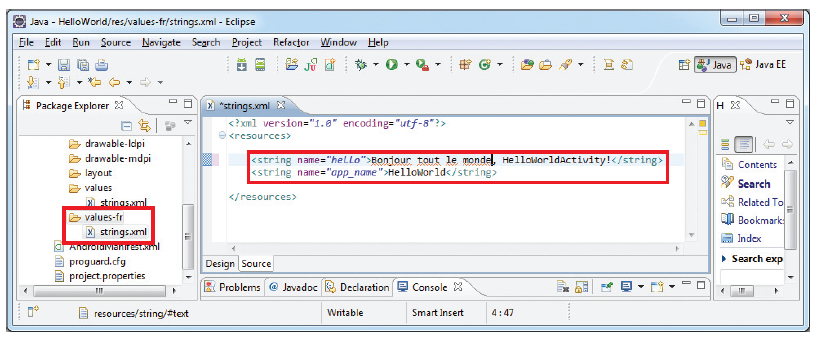 Java - HelloWorld/res/values-fr/strings.xml - Eclipse
File Edit Run Source Navigate Search Project Refactor Window Help
Java Java EE
Package Explorer
*strings.xml
H
drawable-ldpi
drawable-mdpi
layout
values
strings.xml
values-fr
strings.xml
AndroidManifest.xml
proguard.cfg
project.properties
<?xml version="1.0" encoding="utf-8"?>
<resources>
<string name="hello">Bonjour tout le monde, HelloWorldActivity!</string>
<string name="app_name">HelloWorld</string>
</resources>
Design Source
Contents
Search
Related To
Bookmark
Index
Search exp
Problems @ Javadoc Declaration Console
resources/string/#text Writable Smart Insert 4 : 47